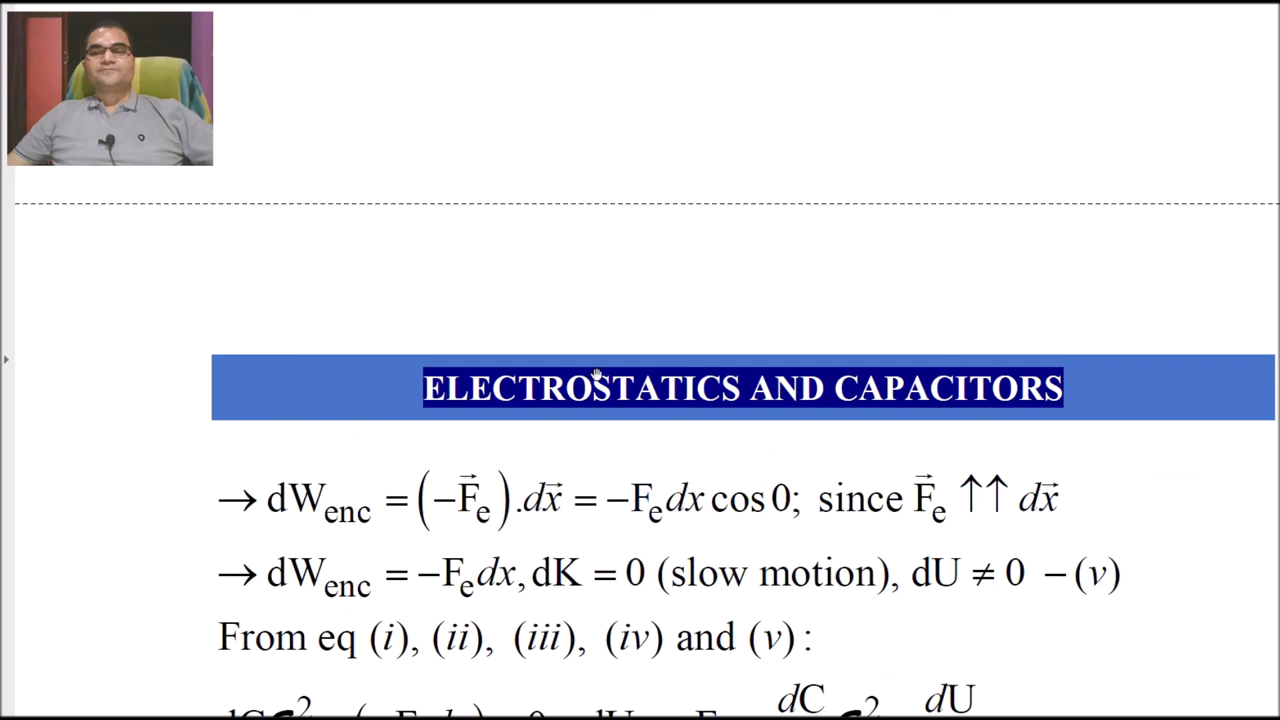 ELECTROSTATICS AND CAPACITORS
→ dW_enc = (−F⃗_e).dx⃗ = −F_e dx cos 0; since F⃗_e ↑↑ dx⃗
→ dW_enc = −F_e dx, dK = 0 (slow motion), dU ≠ 0 −(v)
From eq (i), (ii), (iii), (iv) and (v) :